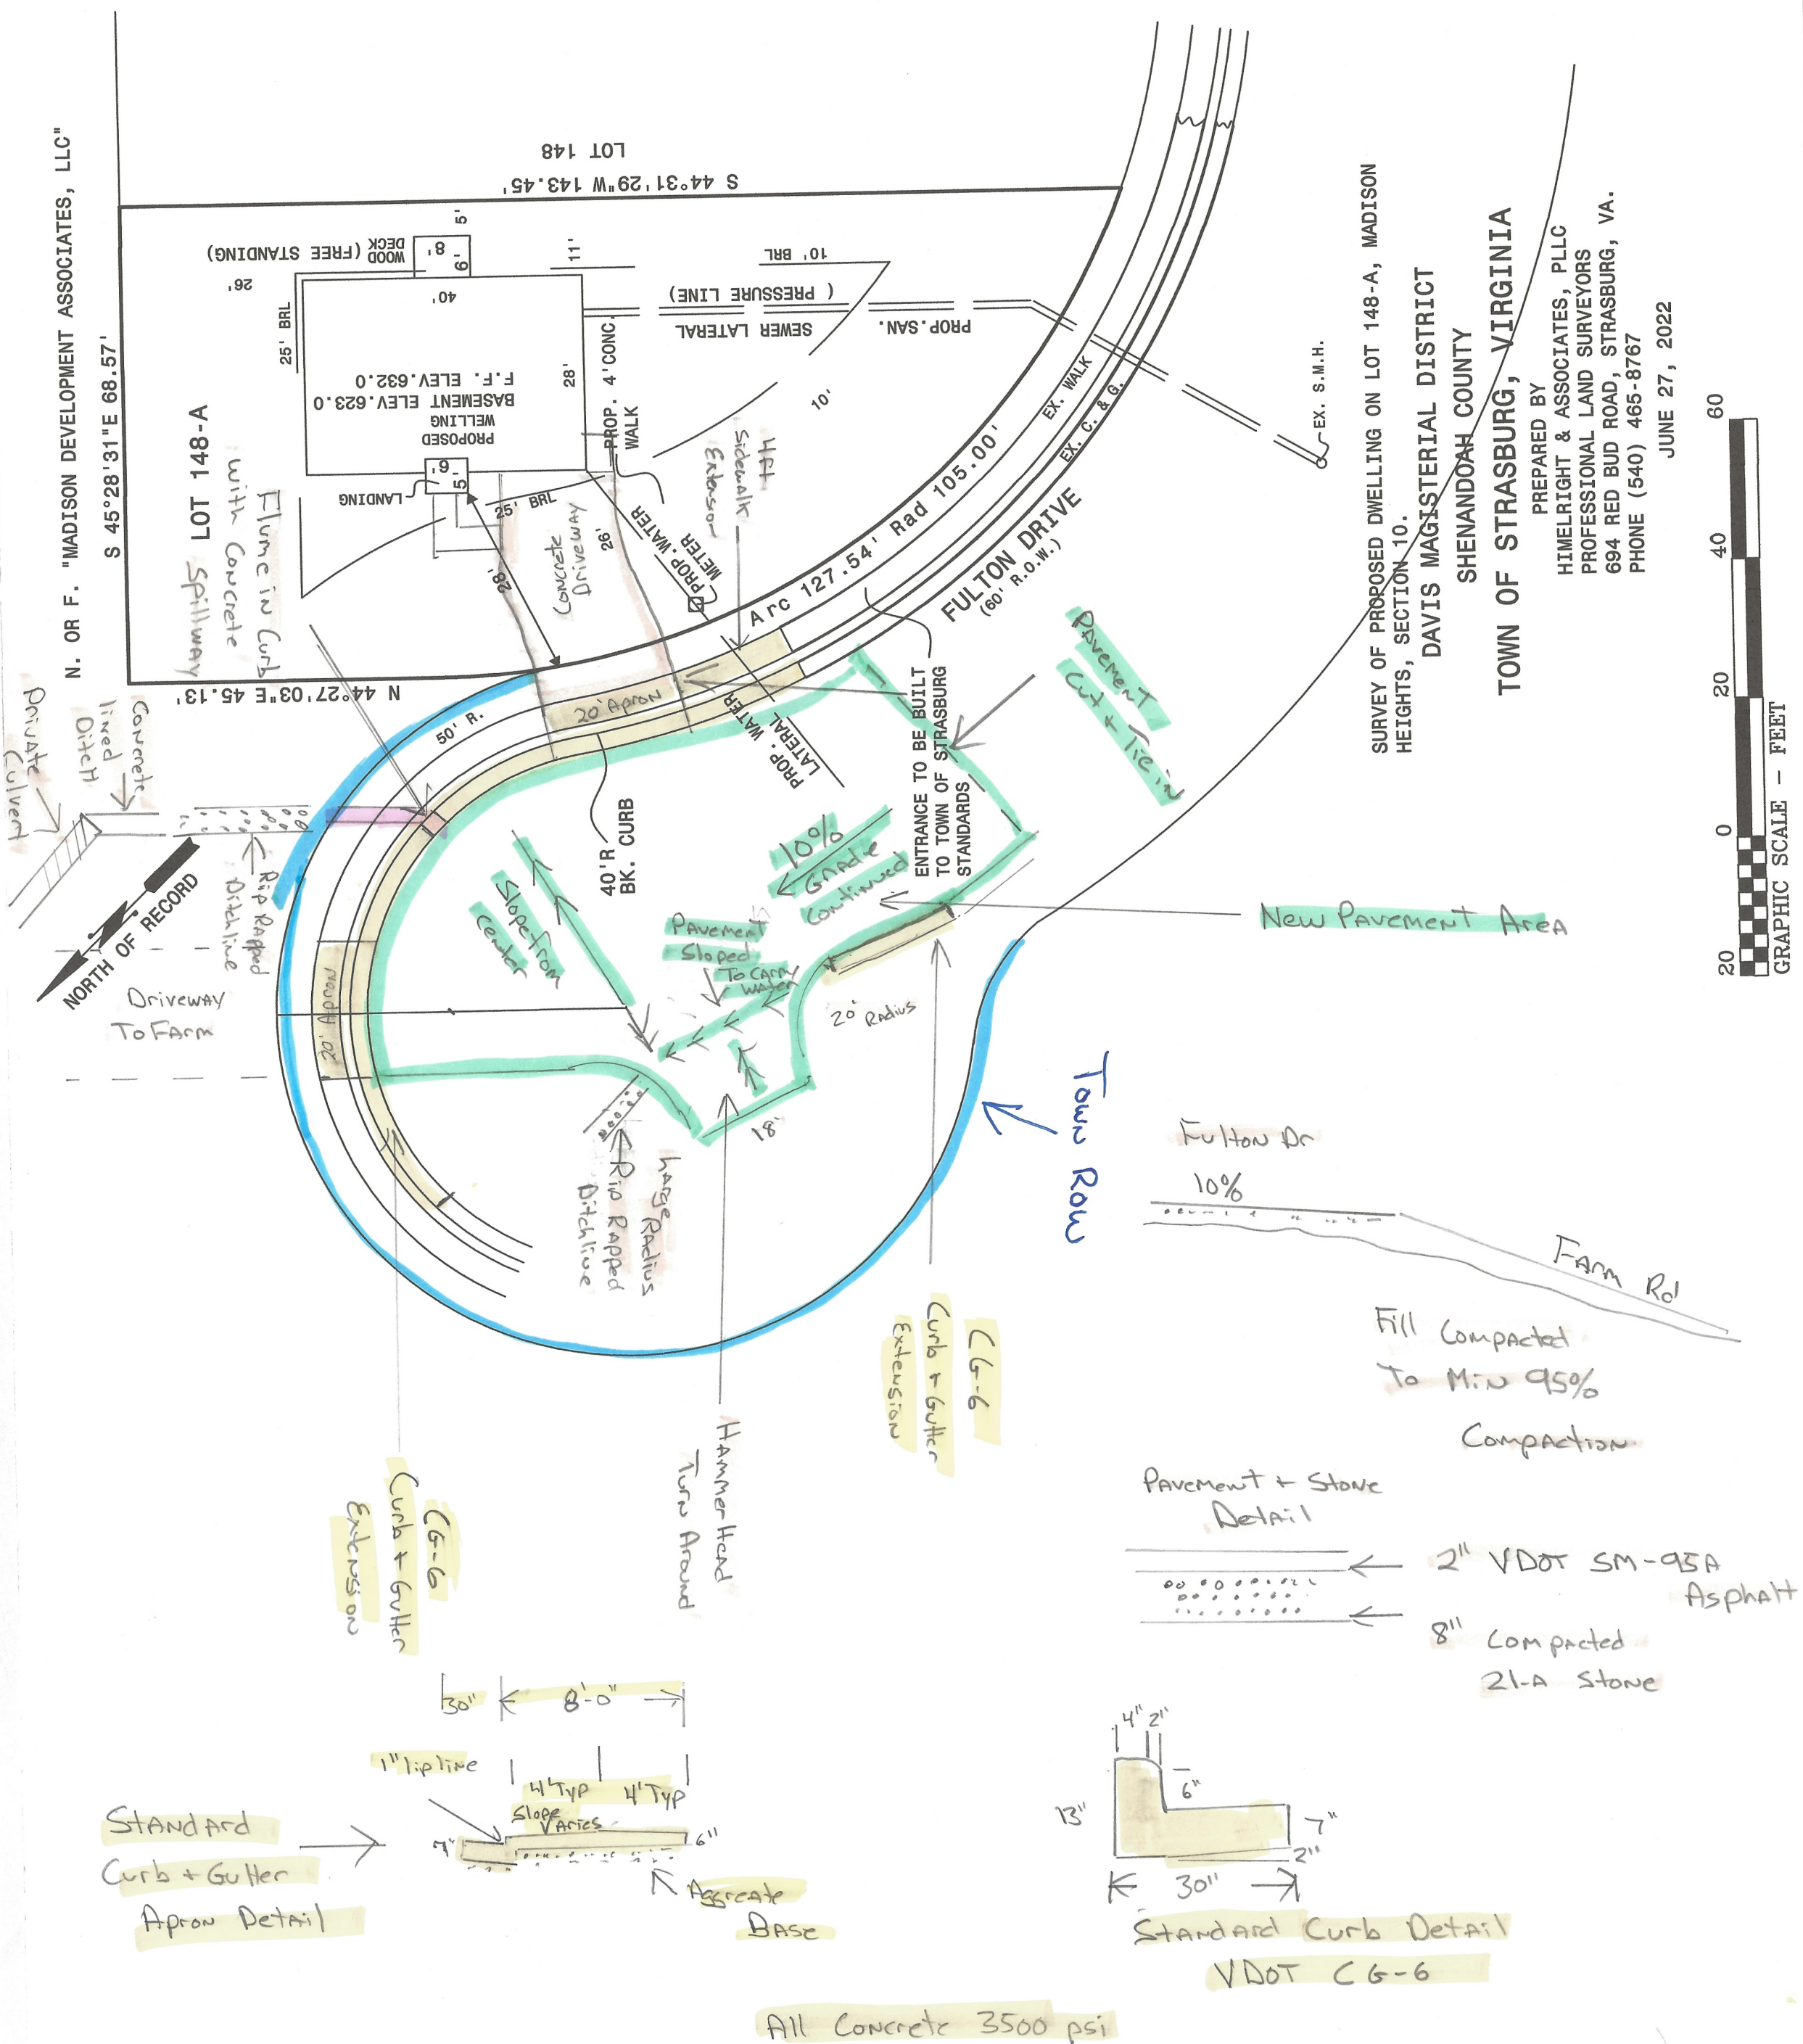 N. OR F. "MADISON DEVELOPMENT ASSOCIATES, LLC"
S 45°28'31"E 68.57'
LOT 148
S 44°31'29"W 143.45'
LOT 148-A
N 44°27'03"E 45.13'
WOOD
DECK (FREE STANDING)
8'
6'
5'
26'
25' BRL
40'
11'
10' BRL
PROPOSED
WELLING
BASEMENT ELEV.623.0
F.F. ELEV.632.0
28'
PROP. 4'CONC.
WALK
PROP.SAN.
SEWER LATERAL
( PRESSURE LINE)
10'
LANDING
6'
5'
25' BRL
26'
28'
Concrete
Driveway
PROP.WATER
METER
4Ft
Sidewalk
Extenson
Arc 127.54' Rad 105.00'
EX. WALK
EX. C. & G.
FULTON DRIVE
(60' R.O.W.)
EX. S.M.H.
Flume in Curb
with Concrete
Spillway
Private
Culvert
Concrete
lined
Ditch
Rip Rapped
Ditchline
NORTH OF RECORD
Driveway
To Farm
50' R.
20' Apron
20' Apron
40'R
BK. CURB
PROP. WATER
LATERAL
ENTRANCE TO BE BUILT
TO TOWN OF STRASBURG
STANDARDS
Pavement
Cut + Tie in
10%
Grade
Continued
Slope from
Center
Pavement
Sloped
To Carry
Water
20' Radius
18'
New Pavement Area
Large Radius
Rip Rapped
Ditchline
Town Row
SURVEY OF PROPOSED DWELLING ON LOT 148-A, MADISON
HEIGHTS, SECTION 10.
DAVIS MAGISTERIAL DISTRICT
SHENANDOAH COUNTY
TOWN OF STRASBURG, VIRGINIA
PREPARED BY
HIMELRIGHT & ASSOCIATES, PLLC
PROFESSIONAL LAND SURVEYORS
694 RED BUD ROAD, STRASBURG, VA.
PHONE (540) 465-8767
JUNE 27, 2022
20 0 20 40 60
GRAPHIC SCALE - FEET
Fulton Dr
10%
Farm Rd
Fill Compacted
To Min 95%
Compaction
CG-6
Curb + Gutter
Extension
Hammer Head
Turn Around
CG-6
Curb + Gutter
Extension
Pavement + Stone
Detail
2" VDOT SM-95A
Asphalt
8" Compacted
21-A Stone
30" 8'-0"
1" lip line
4' Typ 4' Typ
Slope
Varies
7" 6"
Standard
Curb + Gutter
Apron Detail
Aggreate
Base
4" 2"
6"
13"
7"
2"
30"
Standard Curb Detail
VDOT CG-6
All Concrete 3500 psi